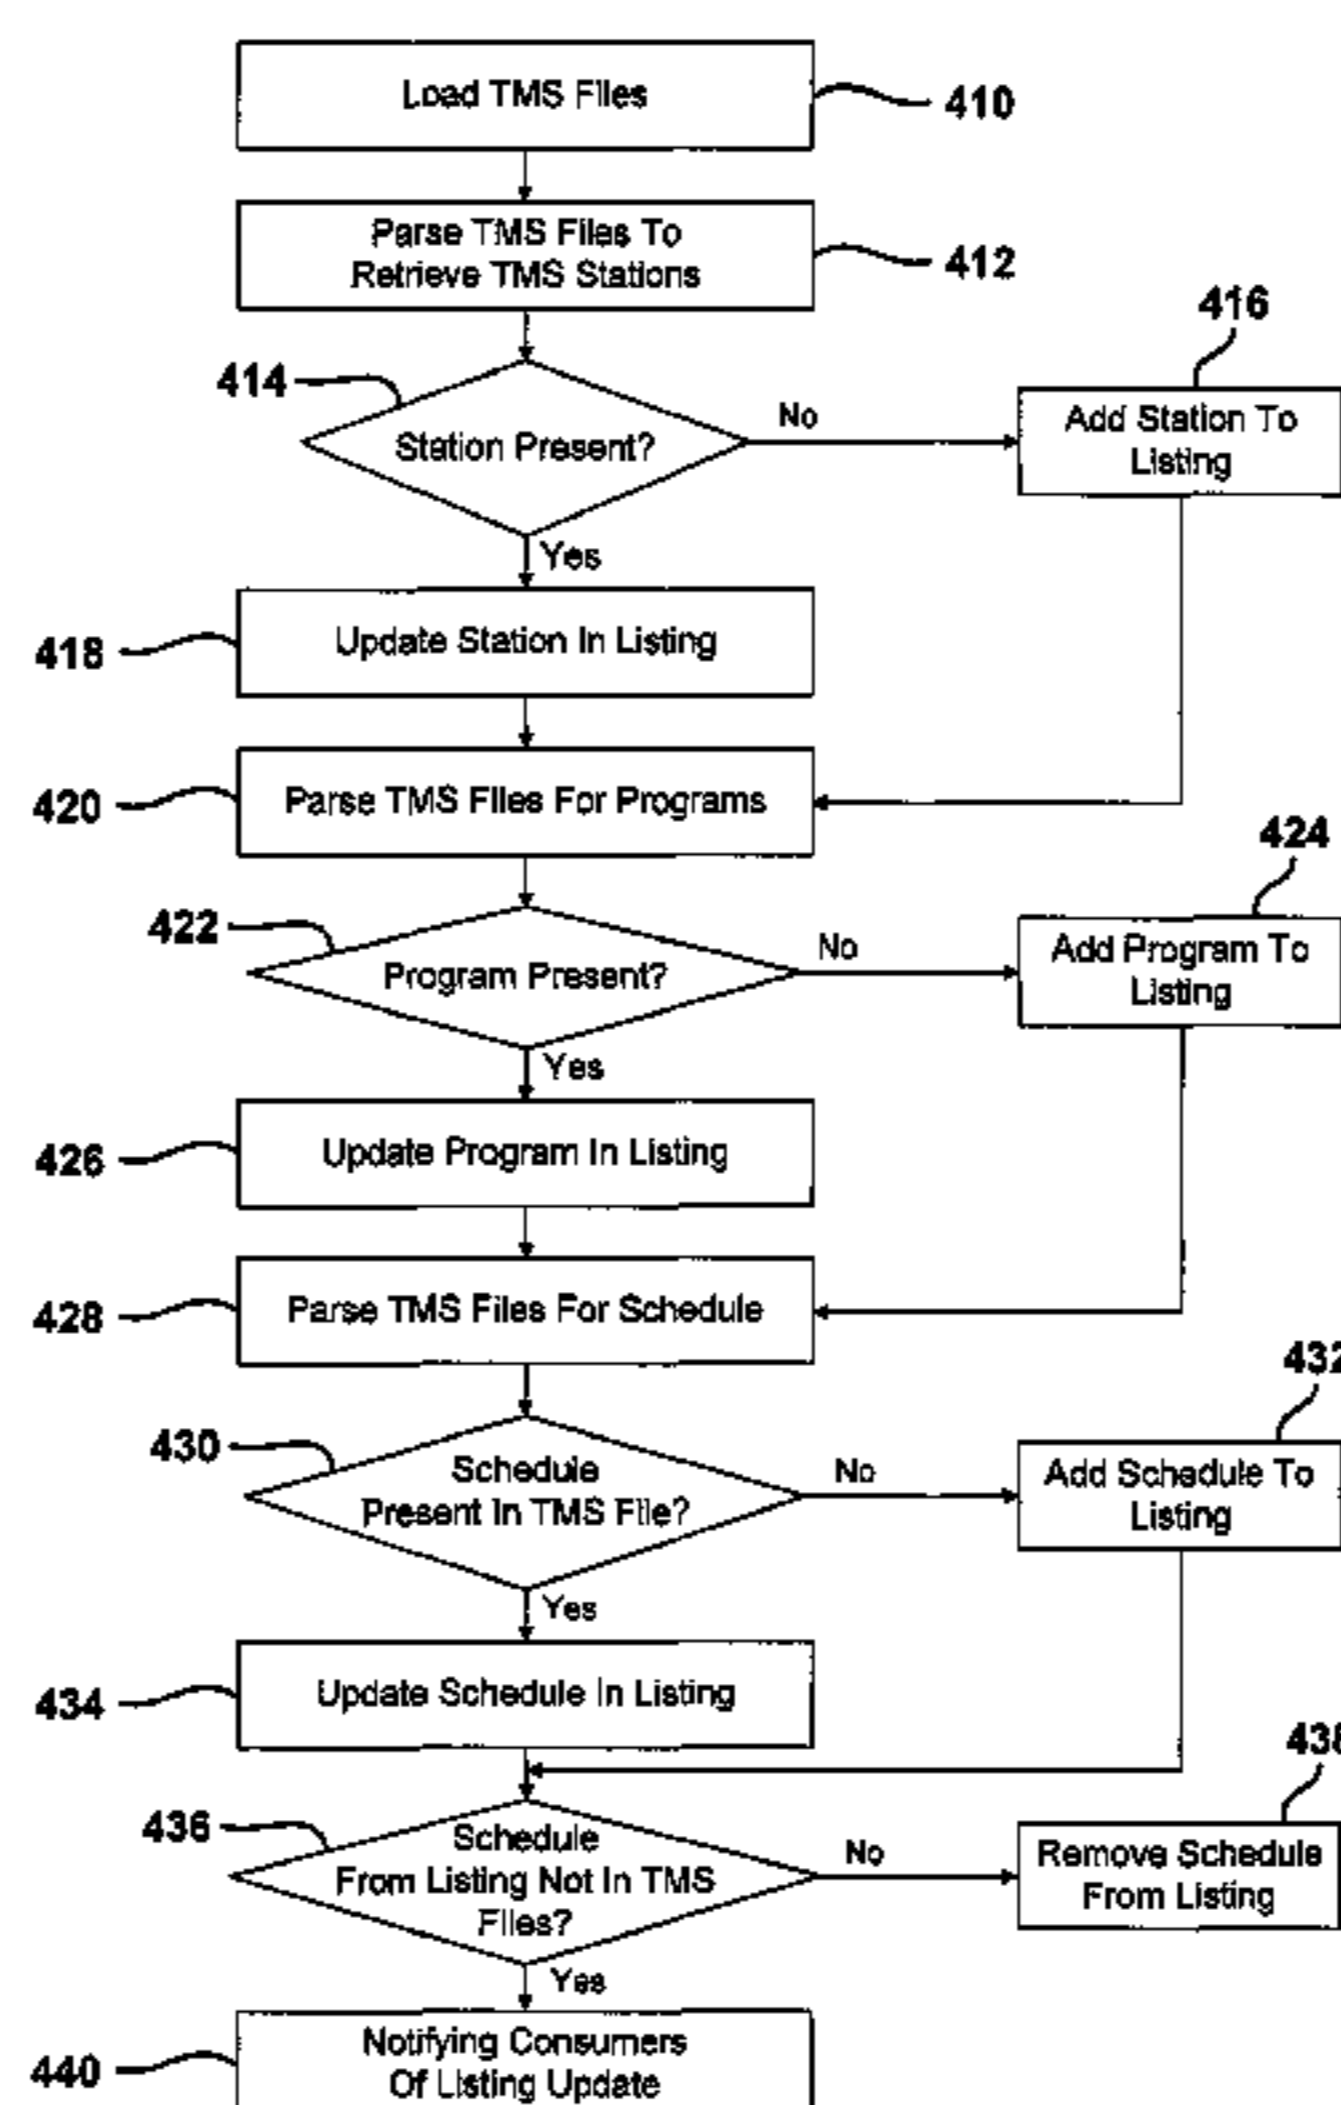 Load TMS Files
410
Parse TMS Files To
Retrieve TMS Stations
412
416
414
Station Present?
No
Add Station To
Listing
Yes
418
Update Station In Listing
420
Parse TMS Files For Programs
424
422
Program Present?
No
Add Program To
Listing
Yes
426
Update Program In Listing
428
Parse TMS Files For Schedule
432
430
Schedule
Present In TMS File?
No
Add Schedule To
Listing
Yes
434
Update Schedule In Listing
438
436
Schedule
From Listing Not In TMS
Files?
No
Remove Schedule
From Listing
Yes
440
Notifying Consumers
Of Listing Update